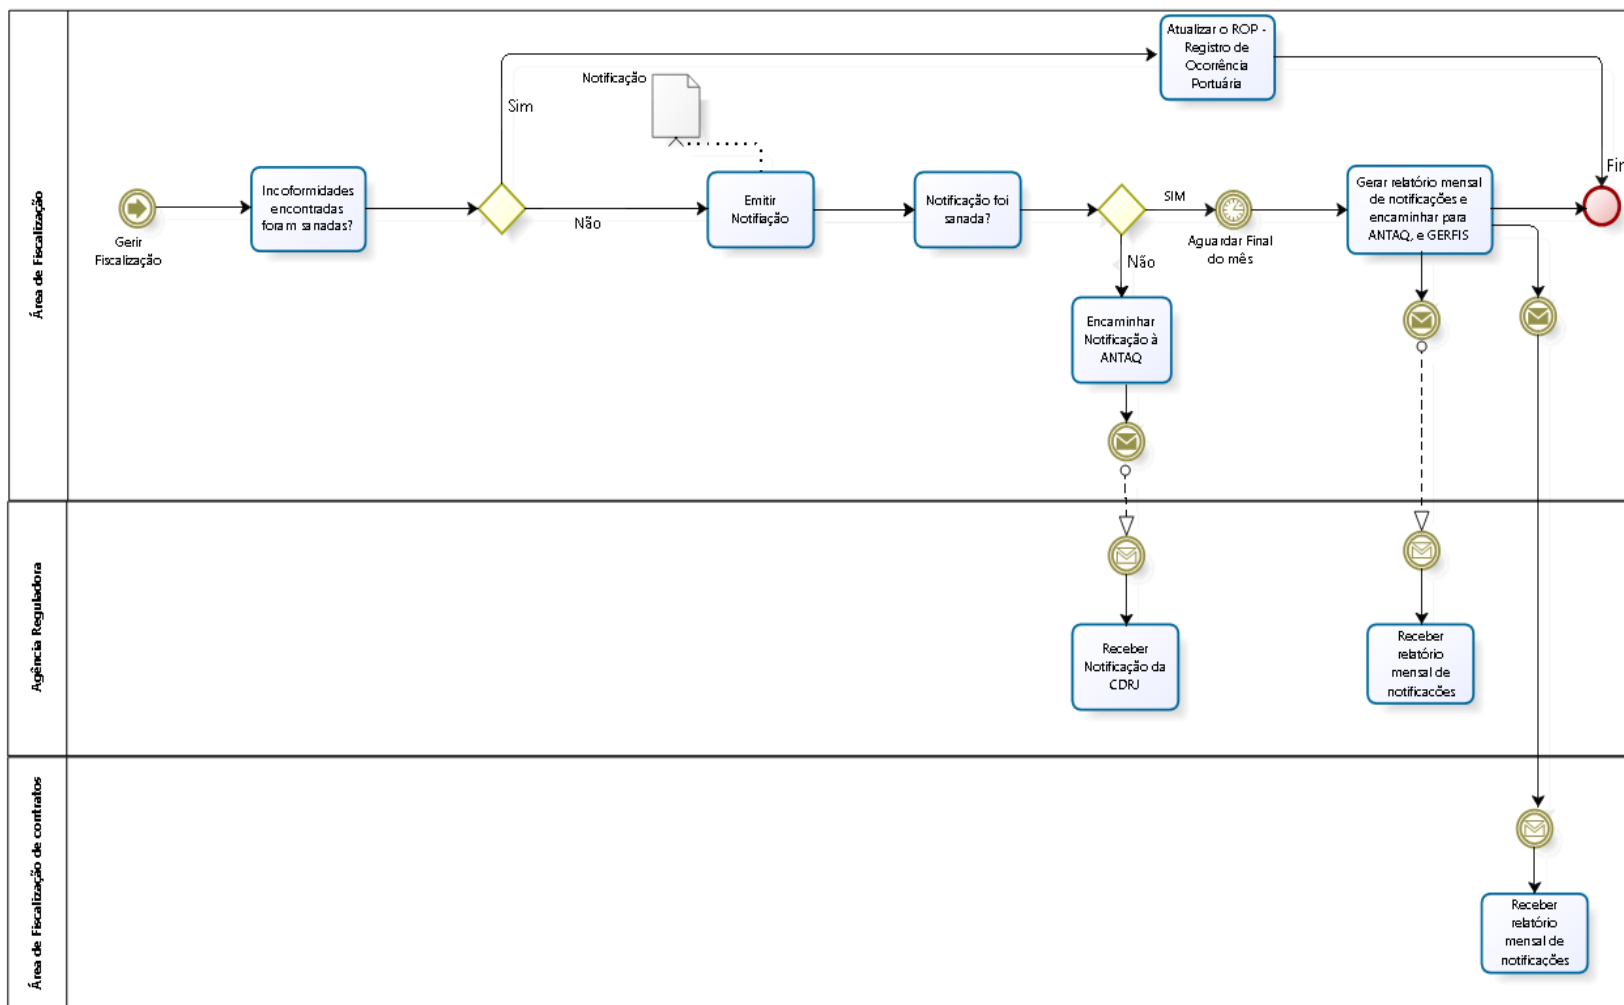 Área de Fiscalização
Gerir
Fiscalização
Incoformidades
encontradas
foram sanadas?
Sim
Não
Notificação
Emitir
Notifiação
Notificação foi
sanada?
SIM
Não
Aguardar Final
do mês
Atualizar o ROP -
Registro de
Ocorrência
Portuária
Gerar relatório mensal
de notificações e
encaminhar para
ANTAQ, e GERFIS
Encaminhar
Notificação à
ANTAQ
Agência Reguladora
Receber
Notificação da
CDRJ
Receber
relatório
mensal de
notificacões
Área de Fiscalização de contratos
Receber
relatório
mensal de
notificações